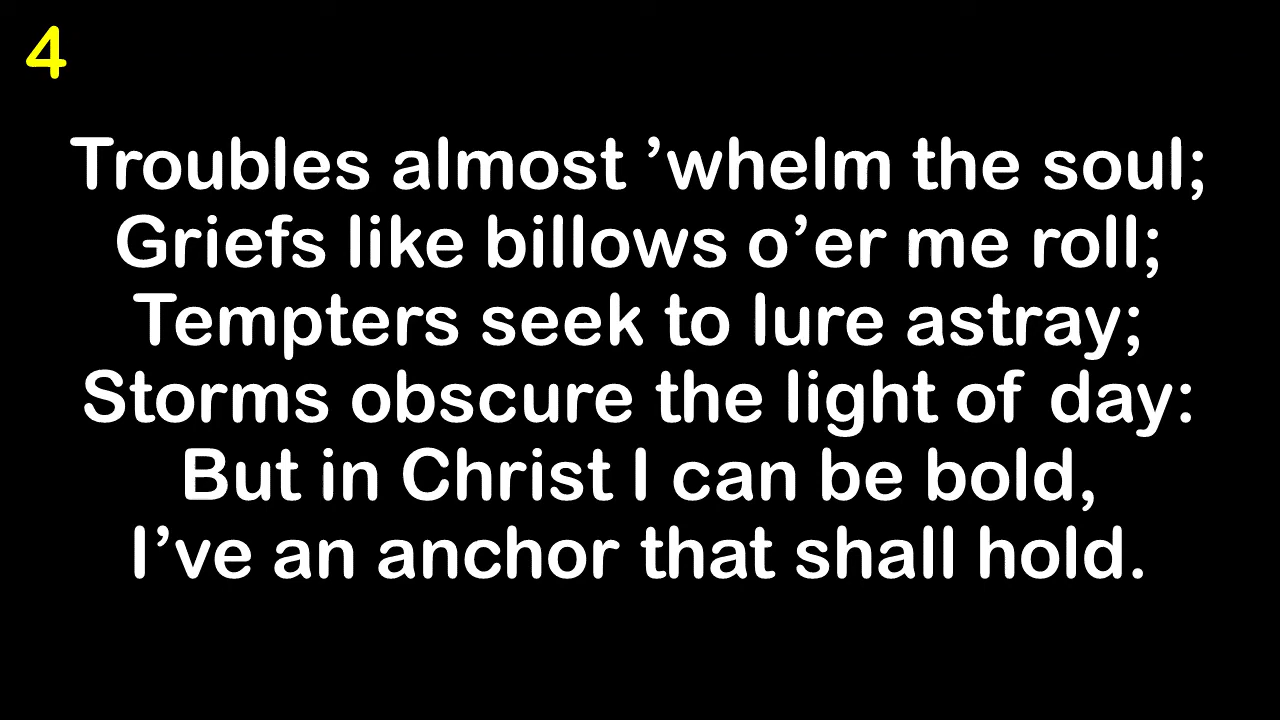 4
Troubles almost ’whelm the soul;
Griefs like billows o’er me roll;
Tempters seek to lure astray;
Storms obscure the light of day:
But in Christ I can be bold,
I’ve an anchor that shall hold.